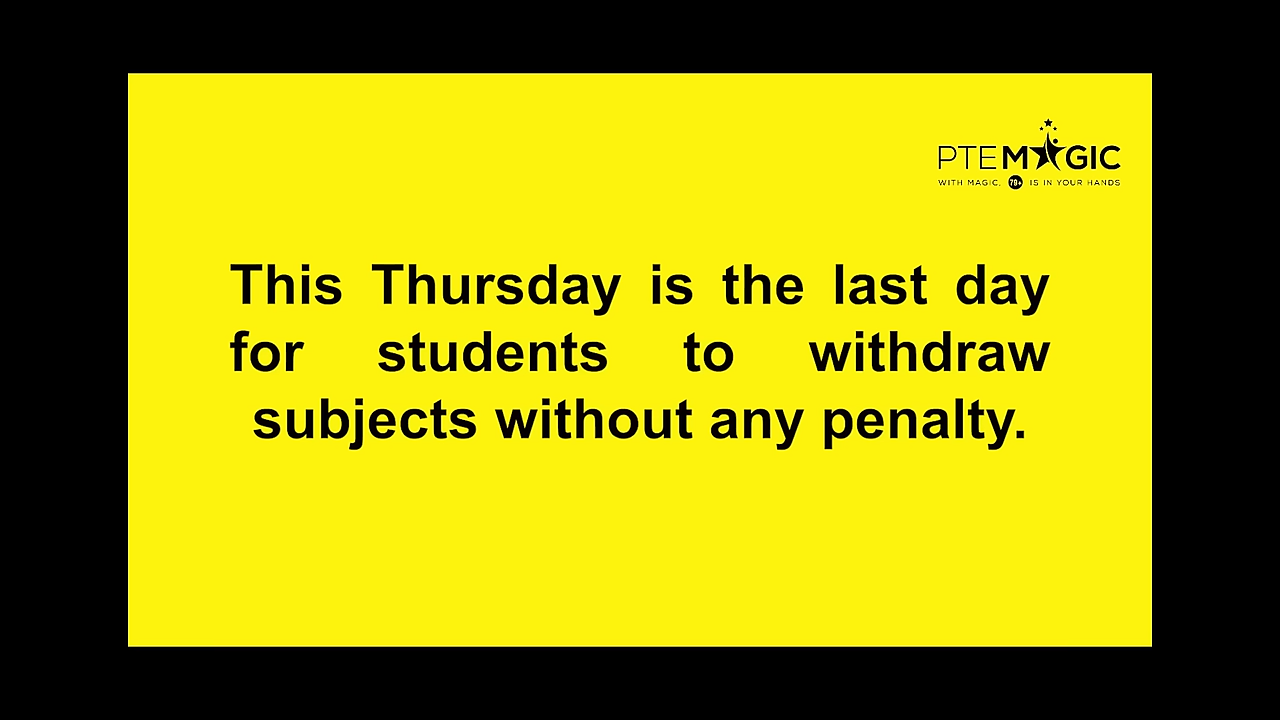 PTEMAGIC
WITH MAGIC, 79+ IS IN YOUR HANDS
This Thursday is the last day
for students to withdraw
subjects without any penalty.